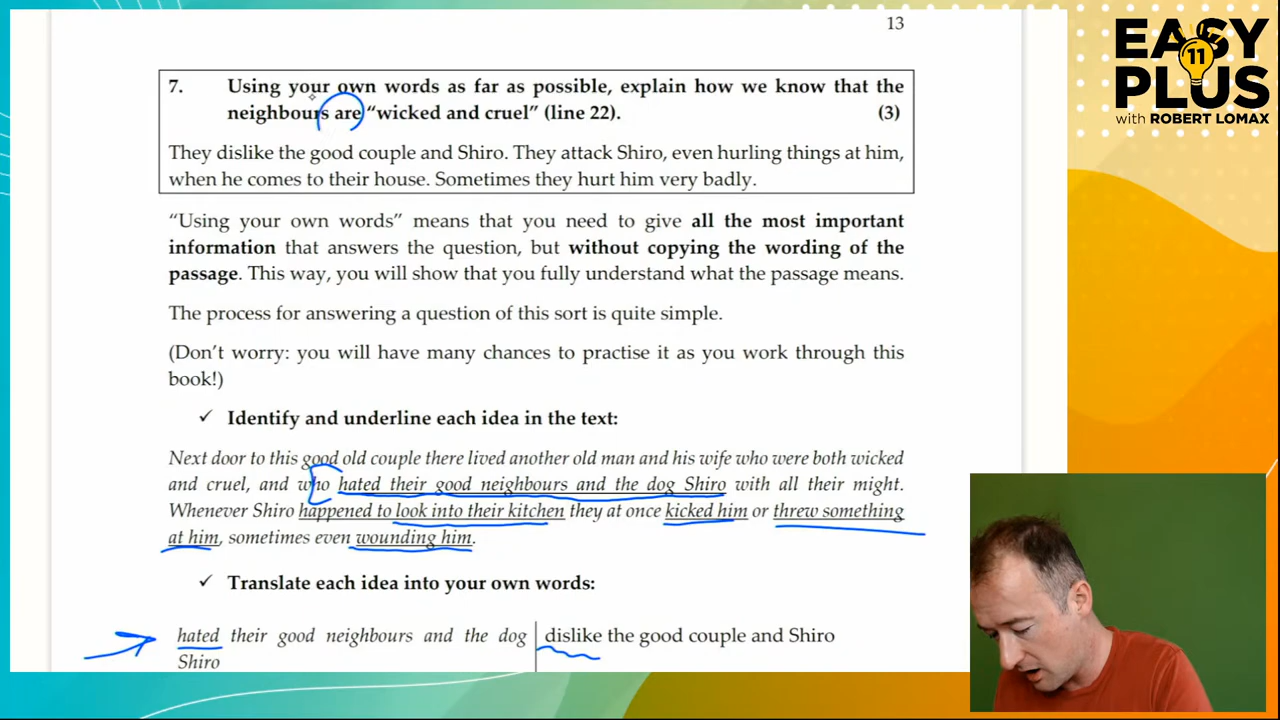 13
EASY
11
PLUS
with ROBERT LOMAX
7. Using your own words as far as possible, explain how we know that the
neighbours are “wicked and cruel” (line 22). (3)
They dislike the good couple and Shiro. They attack Shiro, even hurling things at him,
when he comes to their house. Sometimes they hurt him very badly.
“Using your own words” means that you need to give all the most important
information that answers the question, but without copying the wording of the
passage. This way, you will show that you fully understand what the passage means.
The process for answering a question of this sort is quite simple.
(Don’t worry: you will have many chances to practise it as you work through this
book!)
✓ Identify and underline each idea in the text:
Next door to this good old couple there lived another old man and his wife who were both wicked
and cruel, and who hated their good neighbours and the dog Shiro with all their might.
Whenever Shiro happened to look into their kitchen they at once kicked him or threw something
at him, sometimes even wounding him.
✓ Translate each idea into your own words:
hated their good neighbours and the dog dislike the good couple and Shiro
Shiro